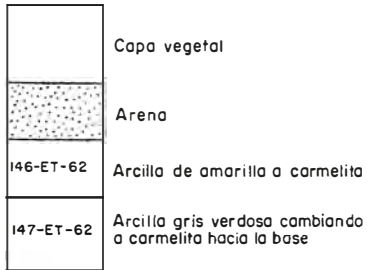 Capa vegetal
Arena
146-ET-62 Arcilla de amarilla a carmelita
147-ET-62 Arcilla gris verdosa cambiando
a carmelita hacia la base